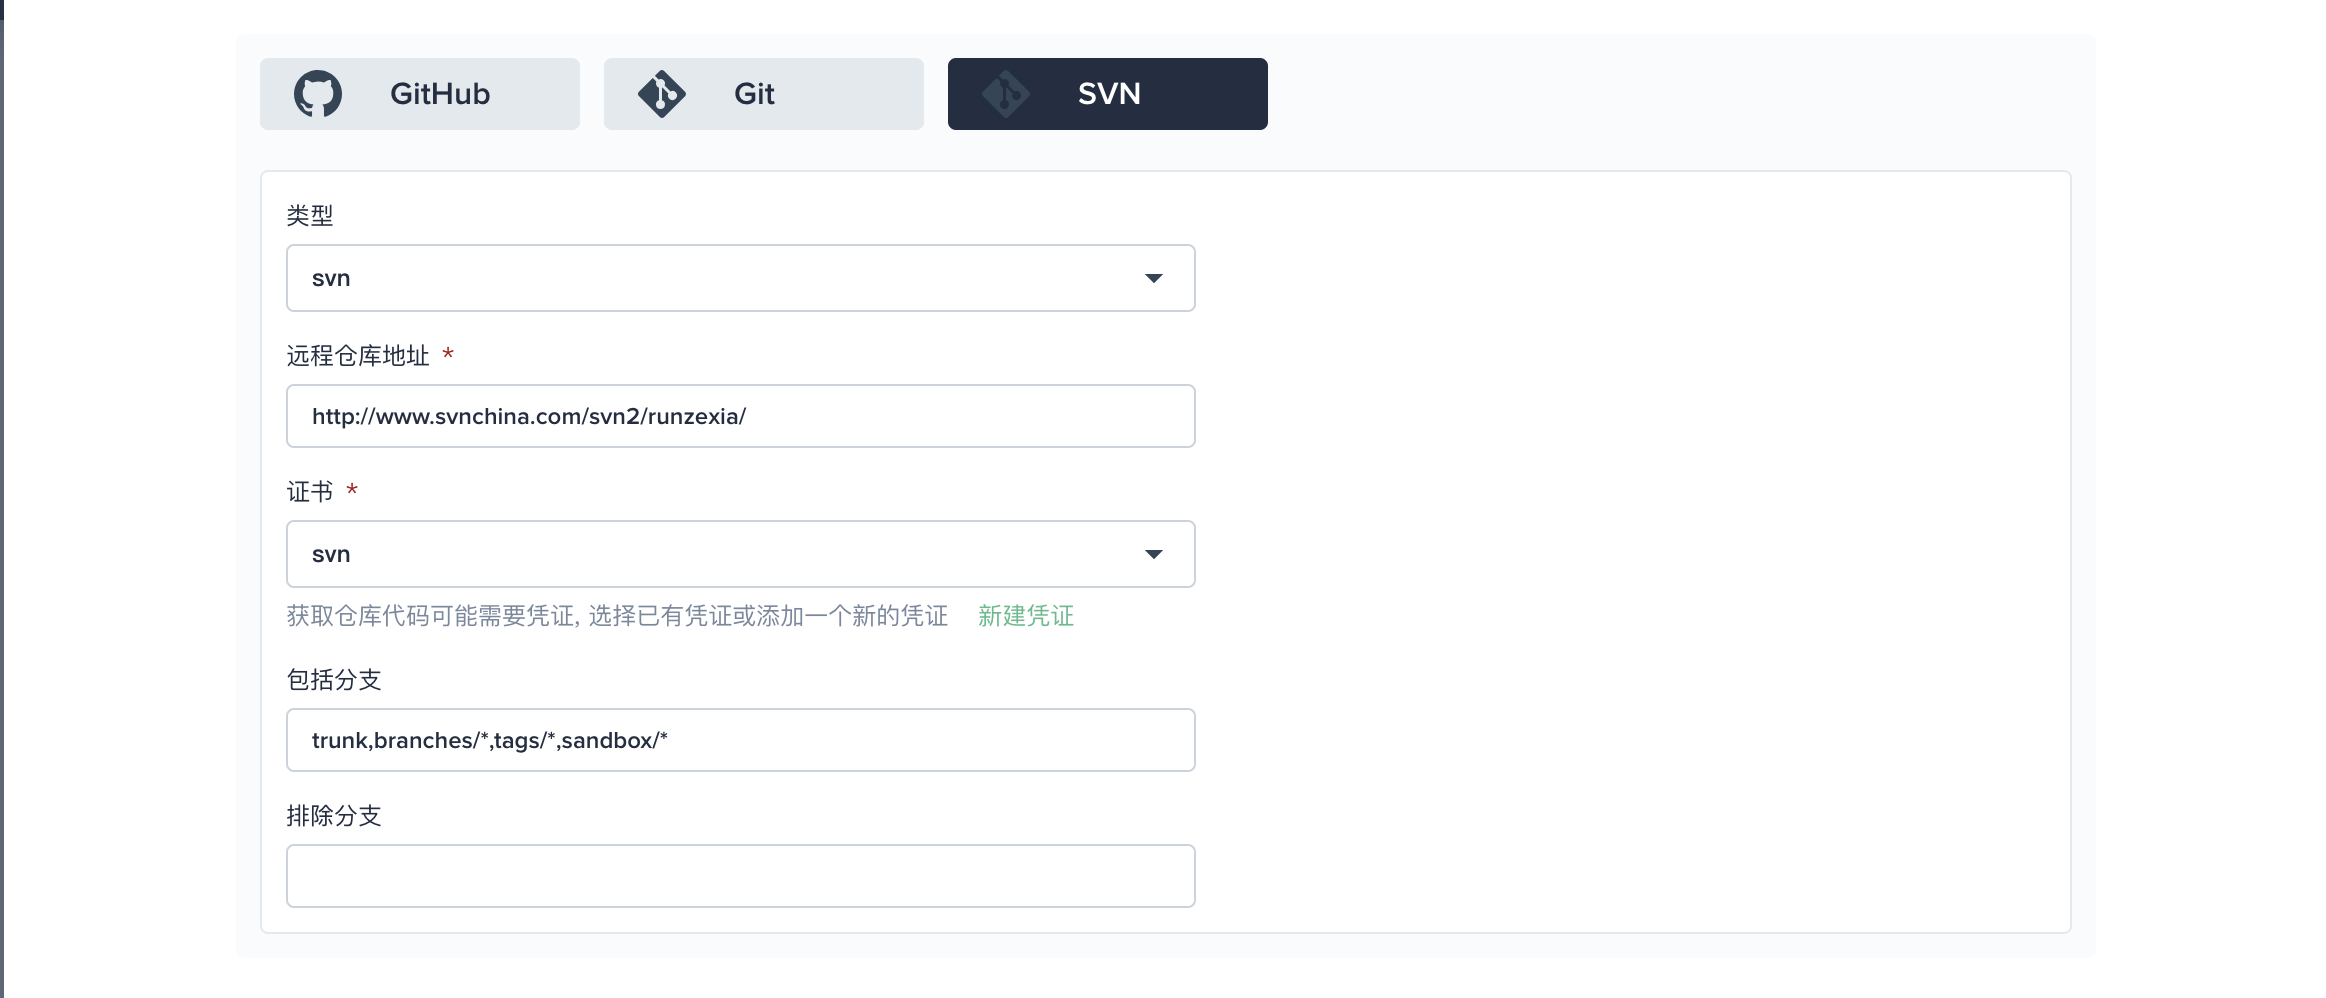 GitHub
Git
SVN
类型
svn
远程仓库地址 *
http://www.svnchina.com/svn2/runzexia/
证书 *
svn
获取仓库代码可能需要凭证, 选择已有凭证或添加一个新的凭证 新建凭证
包括分支
trunk,branches/*,tags/*,sandbox/*
排除分支